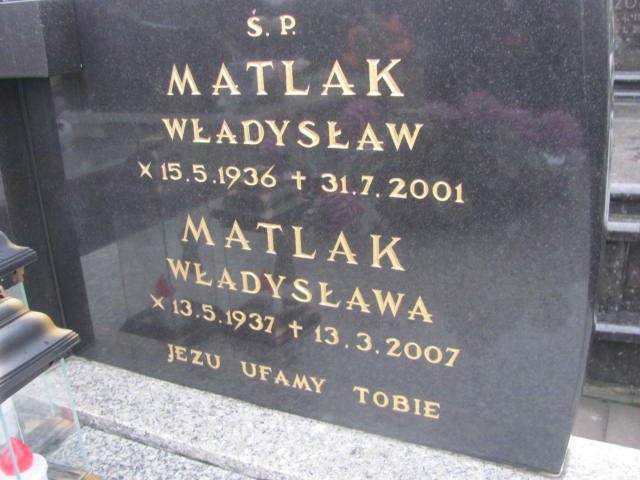 Ś. P.
MATLAK
WŁADYSŁAW
x 15.5.1936 + 31.7.2001
MATLAK
WŁADYSŁAWA
x 13.5.1937 + 13.3.2007
JEZU UFAMY TOBIE